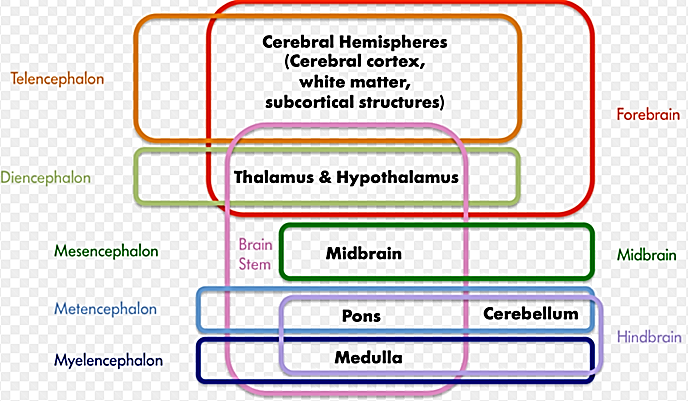 Cerebral Hemispheres
(Cerebral cortex,
white matter,
subcortical structures)
Telencephalon
Forebrain
Diencephalon
Thalamus & Hypothalamus
Mesencephalon
Brain
Stem
Midbrain
Midbrain
Metencephalon
Pons
Cerebellum
Hindbrain
Myelencephalon
Medulla